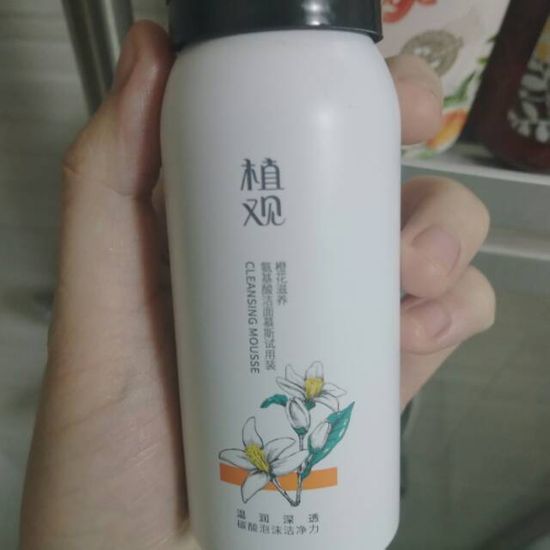 植观
橙花滋养
氨基酸洁面慕斯试用装
CLEANSING MOUSSE
温润深透
碳酸泡沫洁净力